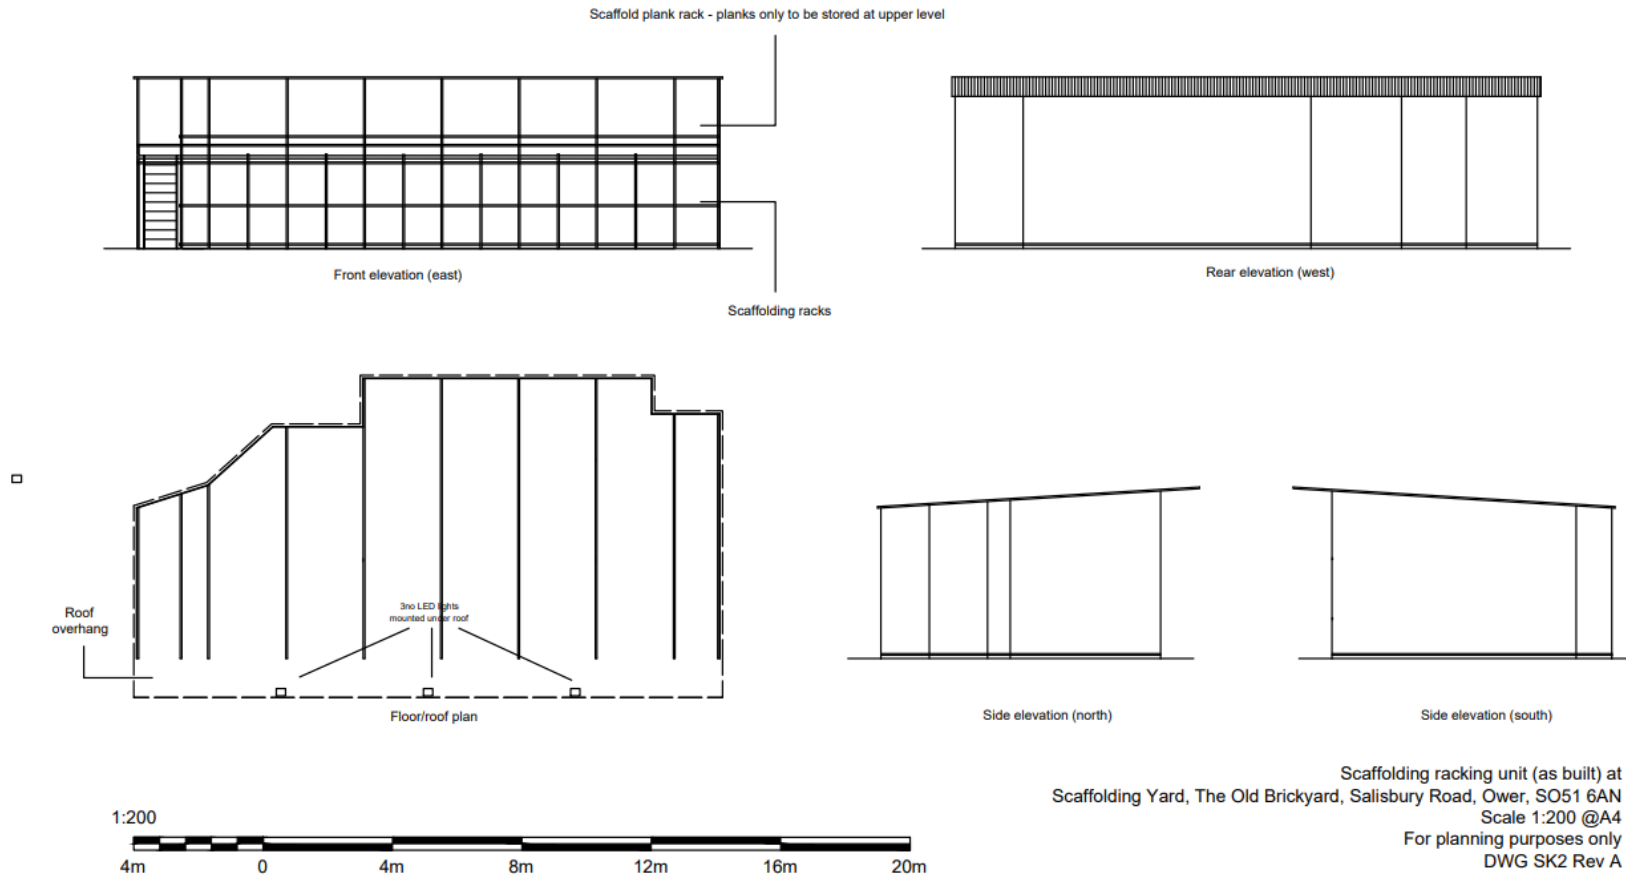 Scaffold plank rack - planks only to be stored at upper level
Front elevation (east)
Rear elevation (west)
Scaffolding racks
Roof
overhang
3no LED lights
mounted under roof
Floor/roof plan
Side elevation (north)
Side elevation (south)
Scaffolding racking unit (as built) at
Scaffolding Yard, The Old Brickyard, Salisbury Road, Ower, SO51 6AN
Scale 1:200 @A4
For planning purposes only
DWG SK2 Rev A
1:200
4m 0 4m 8m 12m 16m 20m